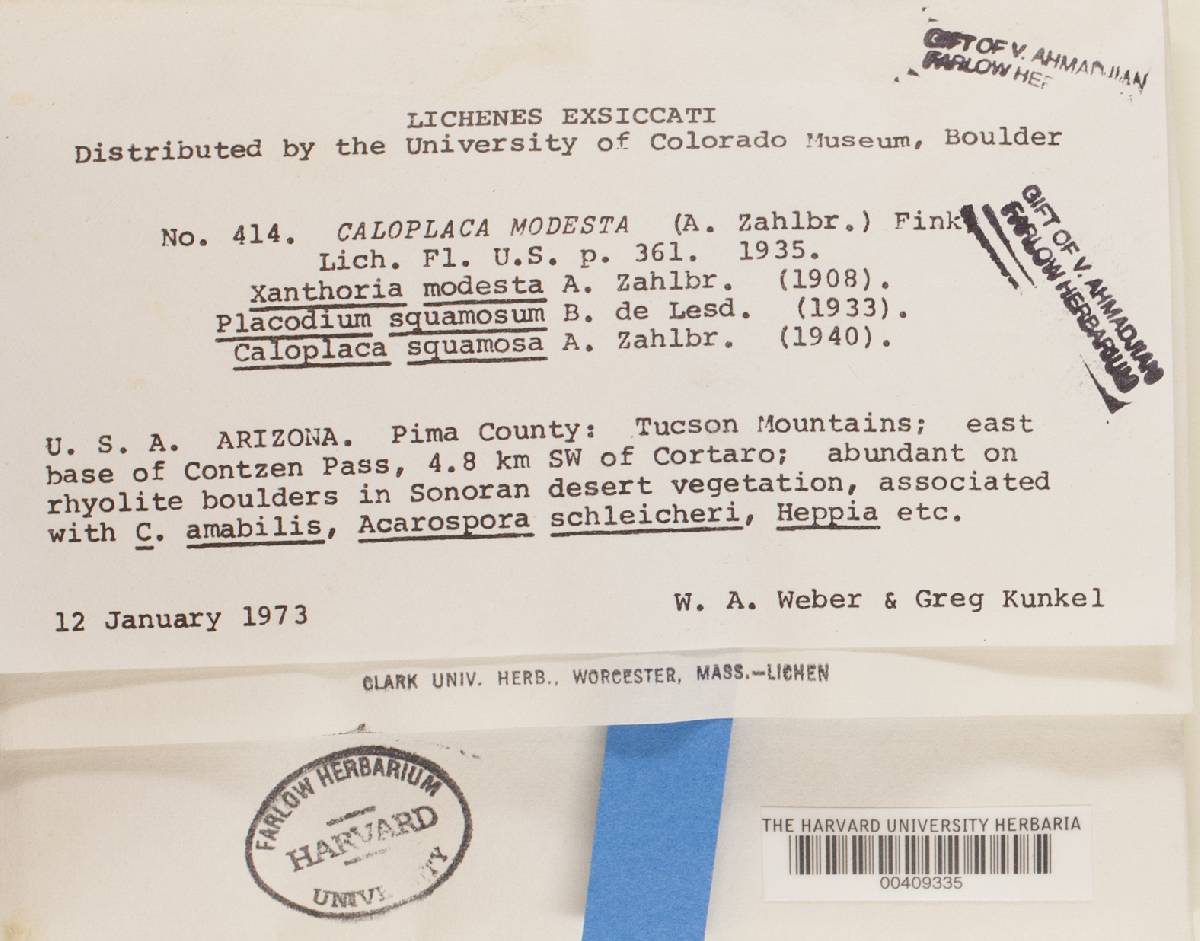 GIFT OF V. AHMADJIAN
FARLOW HER
LICHENES EXSICCATI
Distributed by the University of Colorado Museum, Boulder
No. 414. CALOPLACA MODESTA (A. Zahlbr.) Fink,
Lich. Fl. U.S. p. 361. 1935.
Xanthoria modesta A. Zahlbr. (1908).
Placodium squamosum B. de Lesd. (1933).
Caloplaca squamosa A. Zahlbr. (1940).
GIFT OF V. AHMADJIAN
FARLOW HERBARIUM
U. S. A. ARIZONA. Pima County: Tucson Mountains; east
base of Contzen Pass, 4.8 km SW of Cortaro; abundant on
rhyolite boulders in Sonoran desert vegetation, associated
with C. amabilis, Acarospora schleicheri, Heppia etc.
12 January 1973
W. A. Weber & Greg Kunkel
CLARK UNIV. HERB., WORCESTER, MASS.—LICHEN
FARLOW HERBARIUM
HARVARD
UNIVERSITY
THE HARVARD UNIVERSITY HERBARIA
00409335